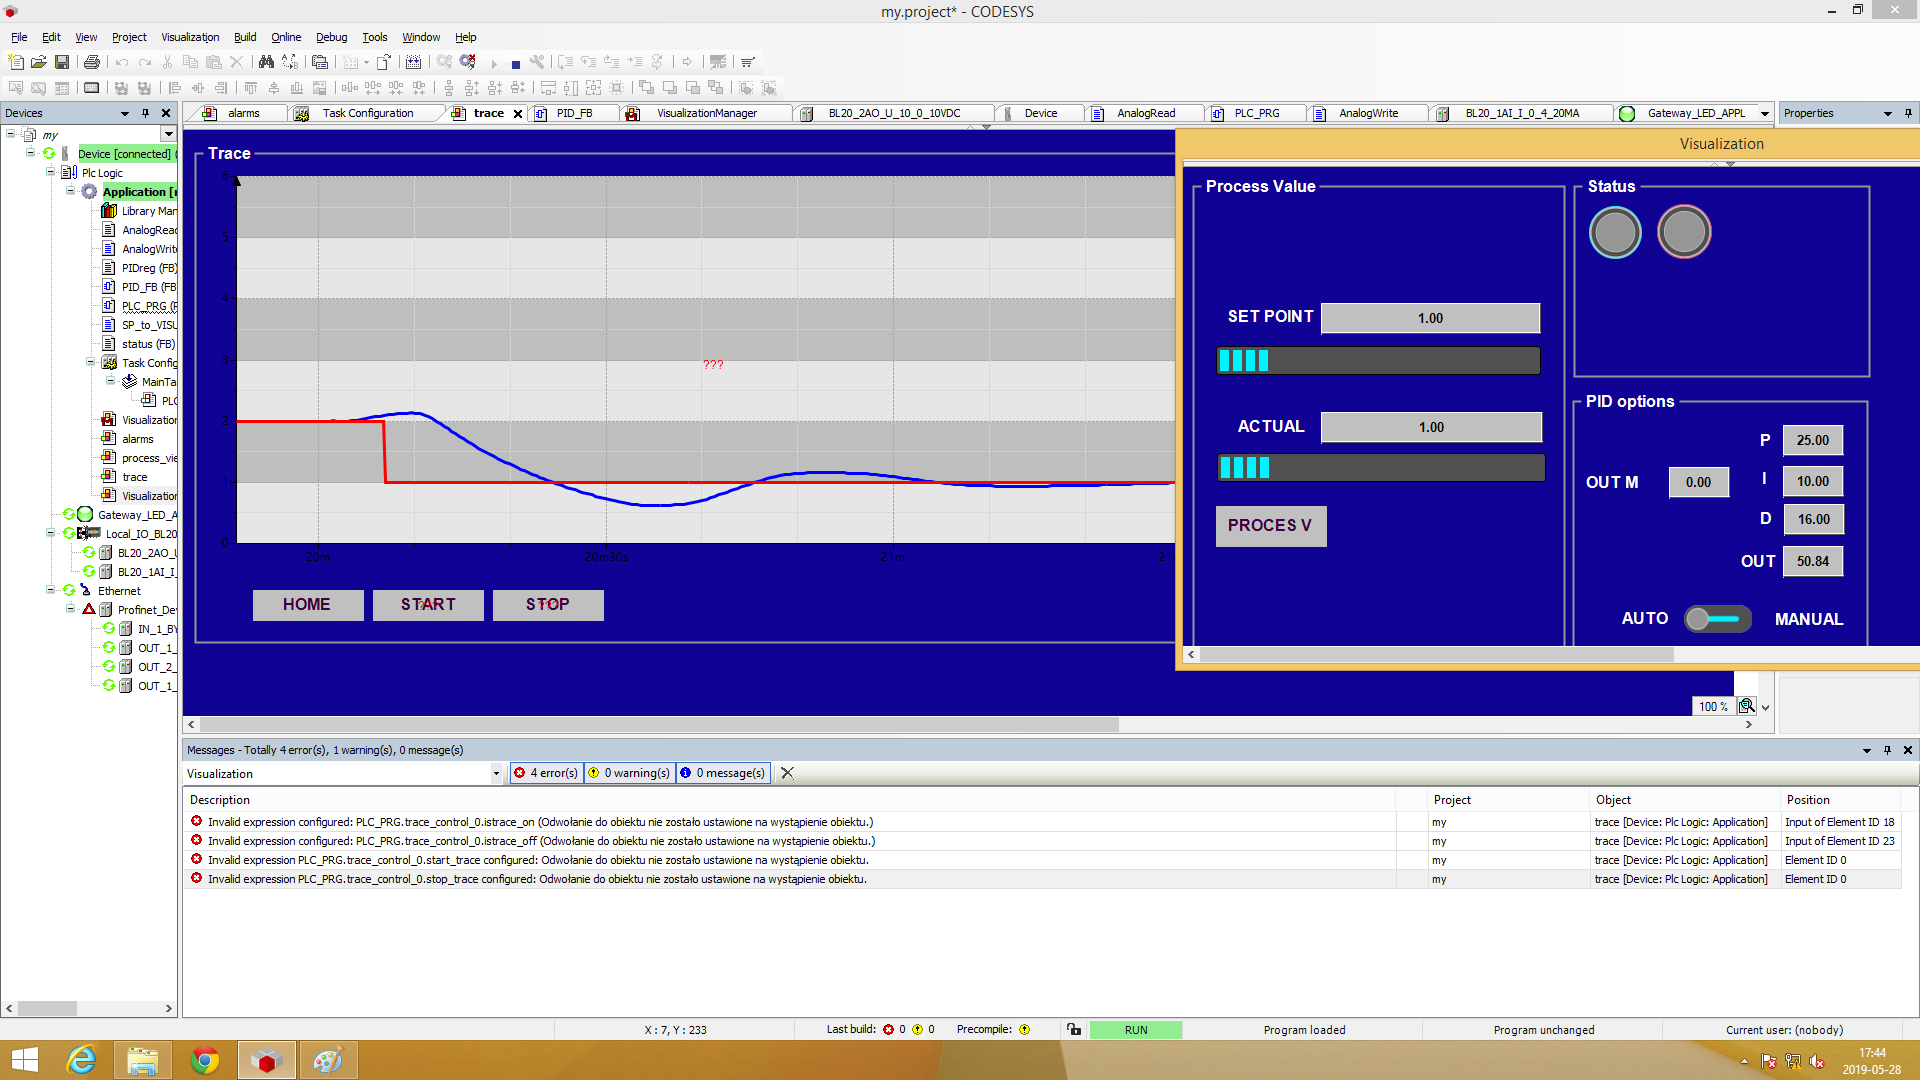 my.project* - CODESYS
File Edit View Project Visualization Build Online Debug Tools Window Help
Devices
alarms Task Configuration trace PID_FB VisualizationManager BL20_2AO_U_10_0_10VDC Device AnalogRead PLC_PRG AnalogWrite BL20_1AI_I_0_4_20MA Gateway_LED_APPL
Properties
my
Device [connected] (
Plc Logic
Application [r
Library Man
AnalogRead
AnalogWrite
PIDreg (FB)
PID_FB (FB
PLC_PRG (F
SP_to_VISU
status (FB)
Task Config
MainTa
PLC
Visualization
alarms
process_vie
trace
Visualization
Gateway_LED_A
Local_IO_BL20
BL20_2AO_U
BL20_1AI_I_
Ethernet
Profinet_Dev
IN_1_BY
OUT_1_
OUT_2_
OUT_1_
Trace
6
5
4
3
2
1
0
???
20m 20m30s 21m 21
HOME START STOP
Visualization
Process Value
SET POINT 1.00
ACTUAL 1.00
PROCES V
Status
PID options
P 25.00
OUT M 0.00 I 10.00
D 16.00
OUT 50.84
AUTO MANUAL
100 %
Messages - Totally 4 error(s), 1 warning(s), 0 message(s)
Visualization 4 error(s) 0 warning(s) 0 message(s)
Description Project Object Position
Invalid expression configured: PLC_PRG.trace_control_0.istrace_on (Odwołanie do obiektu nie zostało ustawione na wystąpienie obiektu.) my trace [Device: Plc Logic: Application] Input of Element ID 18
Invalid expression configured: PLC_PRG.trace_control_0.istrace_off (Odwołanie do obiektu nie zostało ustawione na wystąpienie obiektu.) my trace [Device: Plc Logic: Application] Input of Element ID 23
Invalid expression PLC_PRG.trace_control_0.start_trace configured: Odwołanie do obiektu nie zostało ustawione na wystąpienie obiektu. my trace [Device: Plc Logic: Application] Element ID 0
Invalid expression PLC_PRG.trace_control_0.stop_trace configured: Odwołanie do obiektu nie zostało ustawione na wystąpienie obiektu. my trace [Device: Plc Logic: Application] Element ID 0
X : 7, Y : 233 Last build: 0 0 Precompile: RUN Program loaded Program unchanged Current user: (nobody)
17:44
2019-05-28